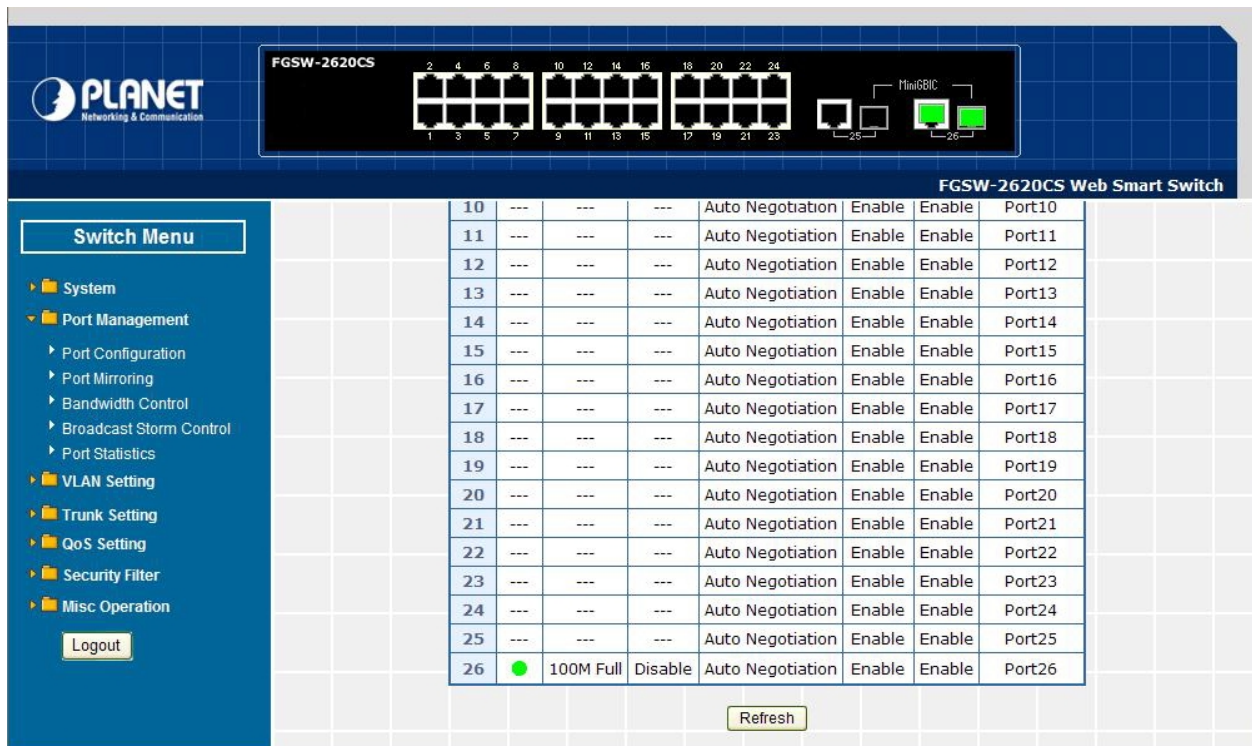 FGSW-2620CS
2 4 6 8 10 12 14 16 18 20 22 24
MiniGBIC
PLANET
Networking & Communication
1 3 5 7 9 11 13 15 17 19 21 23 25 26
FGSW-2620CS Web Smart Switch
Switch Menu
System
Port Management
Port Configuration
Port Mirroring
Bandwidth Control
Broadcast Storm Control
Port Statistics
VLAN Setting
Trunk Setting
QoS Setting
Security Filter
Misc Operation
Logout
10 --- --- --- Auto Negotiation Enable Enable Port10
11 --- --- --- Auto Negotiation Enable Enable Port11
12 --- --- --- Auto Negotiation Enable Enable Port12
13 --- --- --- Auto Negotiation Enable Enable Port13
14 --- --- --- Auto Negotiation Enable Enable Port14
15 --- --- --- Auto Negotiation Enable Enable Port15
16 --- --- --- Auto Negotiation Enable Enable Port16
17 --- --- --- Auto Negotiation Enable Enable Port17
18 --- --- --- Auto Negotiation Enable Enable Port18
19 --- --- --- Auto Negotiation Enable Enable Port19
20 --- --- --- Auto Negotiation Enable Enable Port20
21 --- --- --- Auto Negotiation Enable Enable Port21
22 --- --- --- Auto Negotiation Enable Enable Port22
23 --- --- --- Auto Negotiation Enable Enable Port23
24 --- --- --- Auto Negotiation Enable Enable Port24
25 --- --- --- Auto Negotiation Enable Enable Port25
26 100M Full Disable Auto Negotiation Enable Enable Port26
Refresh